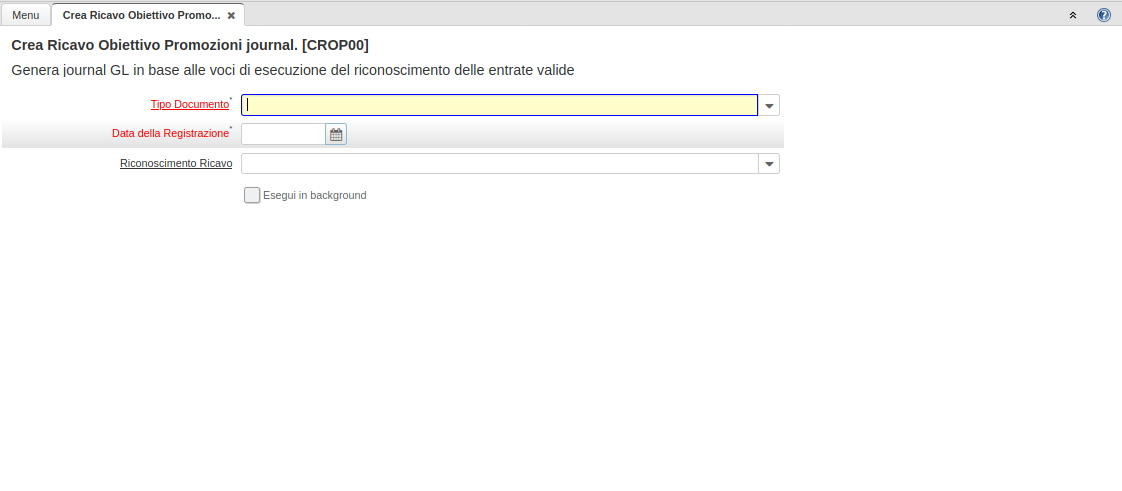 Menu
Crea Ricavo Obiettivo Promo...
Crea Ricavo Obiettivo Promozioni journal. [CROP00]
Genera journal GL in base alle voci di esecuzione del riconoscimento delle entrate valide
Tipo Documento*
Data della Registrazione*
Riconoscimento Ricavo
Esegui in background